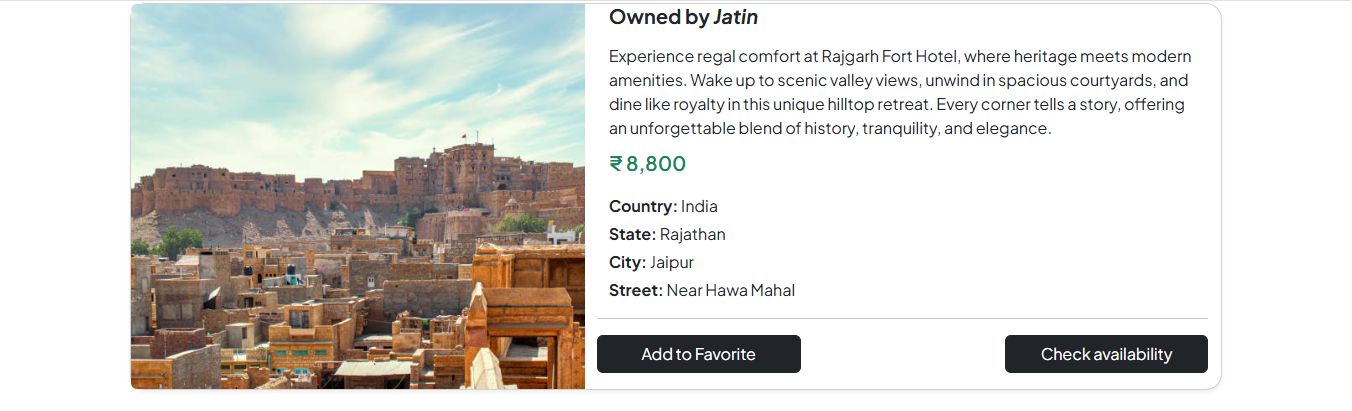 Owned by Jatin
Experience regal comfort at Rajgarh Fort Hotel, where heritage meets modern
amenities. Wake up to scenic valley views, unwind in spacious courtyards, and
dine like royalty in this unique hilltop retreat. Every corner tells a story, offering
an unforgettable blend of history, tranquility, and elegance.
₹ 8,800
Country: India
State: Rajathan
City: Jaipur
Street: Near Hawa Mahal
Add to Favorite
Check availability